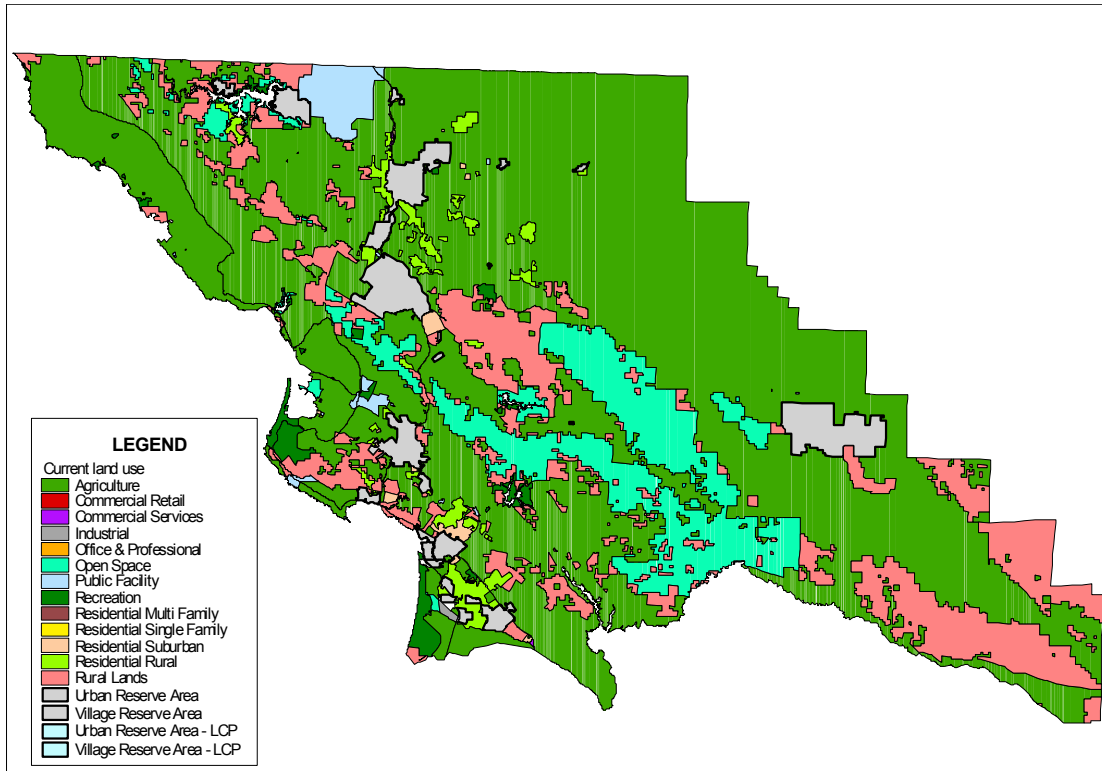 LEGEND
Current land use
Agriculture
Commercial Retail
Commercial Services
Industrial
Office & Professional
Open Space
Public Facility
Recreation
Residential Multi Family
Residential Single Family
Residential Suburban
Residential Rural
Rural Lands
Urban Reserve Area
Village Reserve Area
Urban Reserve Area - LCP
Village Reserve Area - LCP